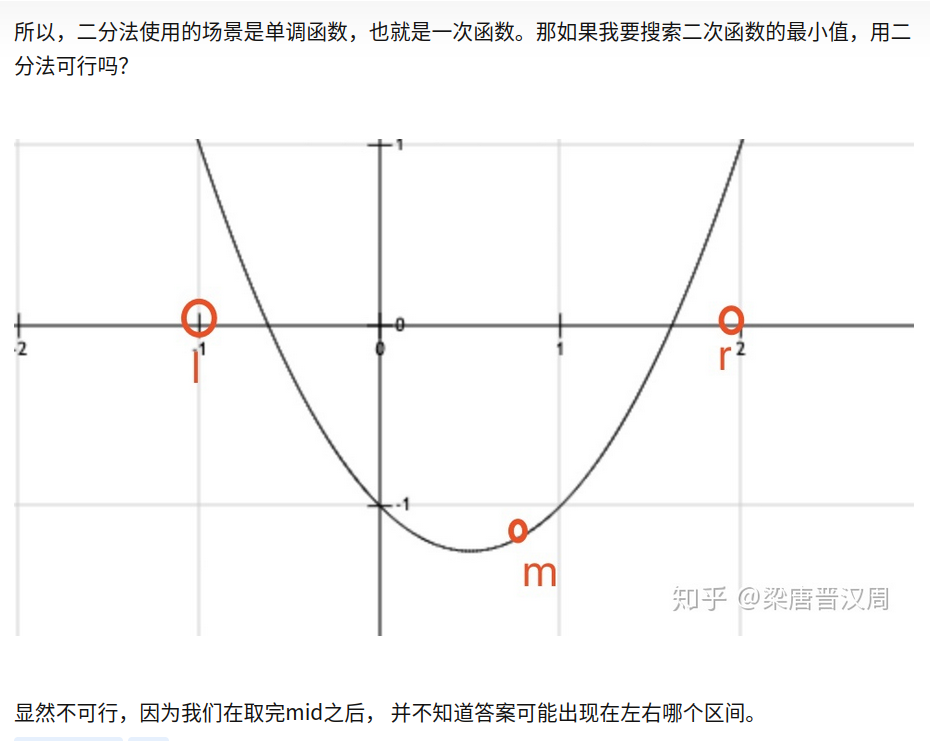 所以，二分法使用的场景是单调函数，也就是一次函数。那如果我要搜索二次函数的最小值，用二
分法可行吗？
1
0
-2
-1
0
1
2
l
r
-1
m
知乎 @梁唐晋汉周
显然不可行，因为我们在取完mid之后， 并不知道答案可能出现在左右哪个区间。